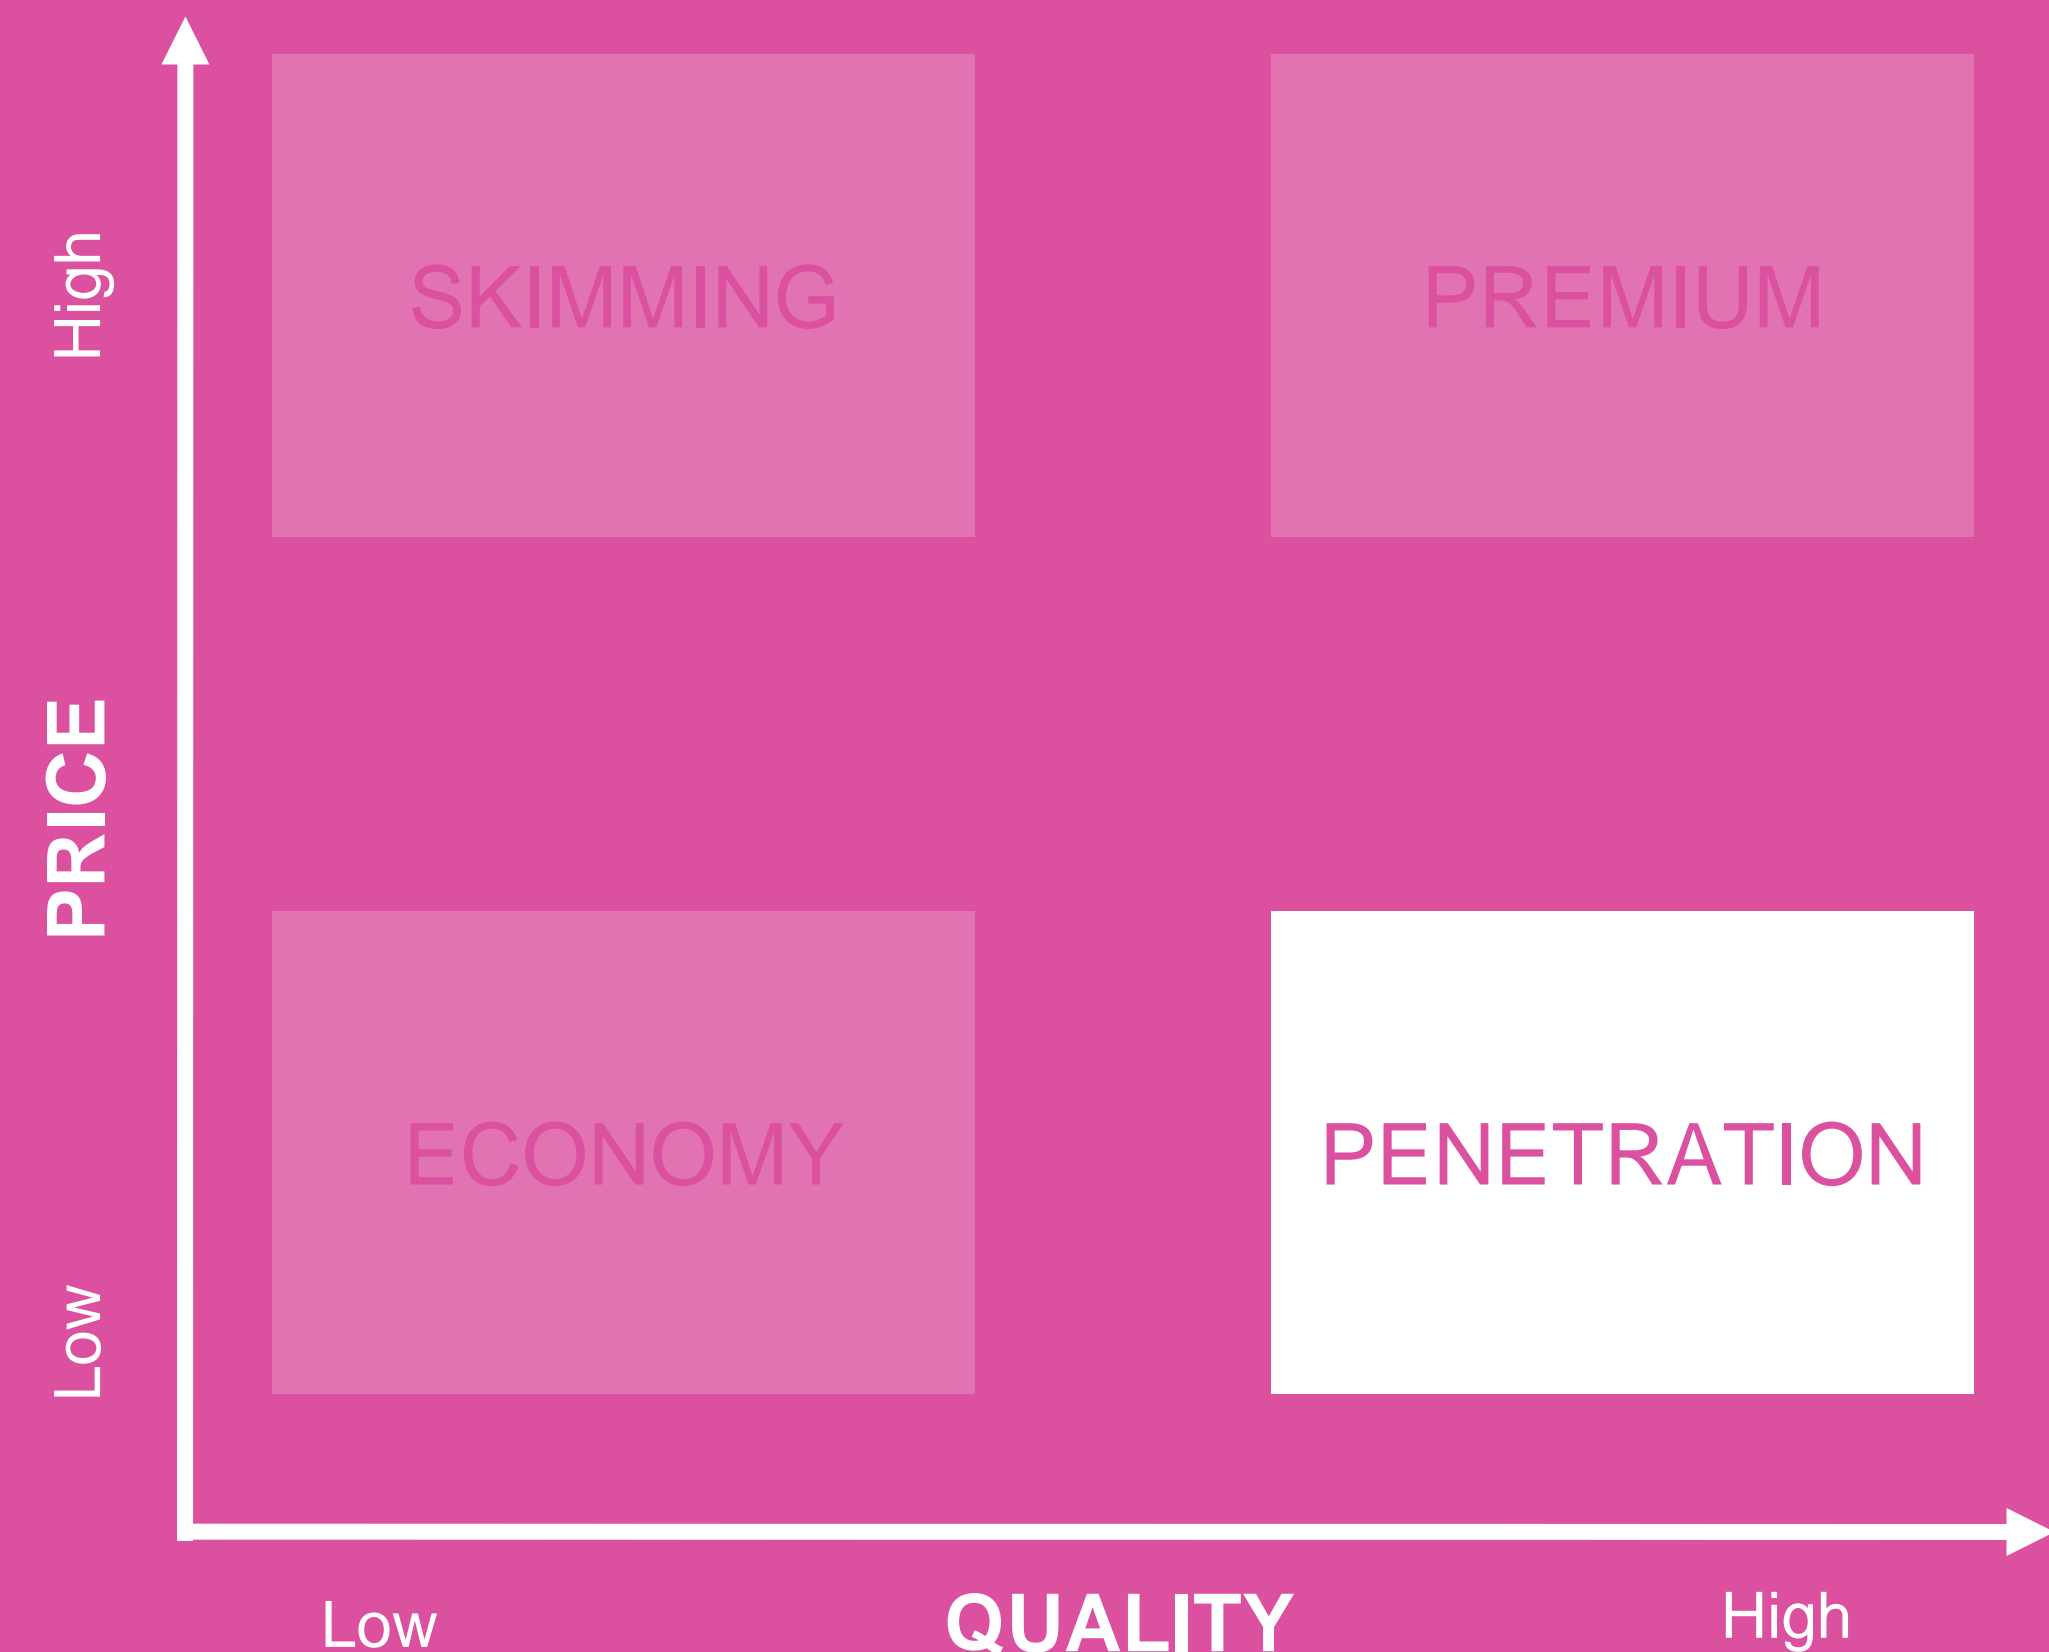 High
SKIMMING
PREMIUM
PRICE
Low
ECONOMY
PENETRATION
Low
QUALITY
High